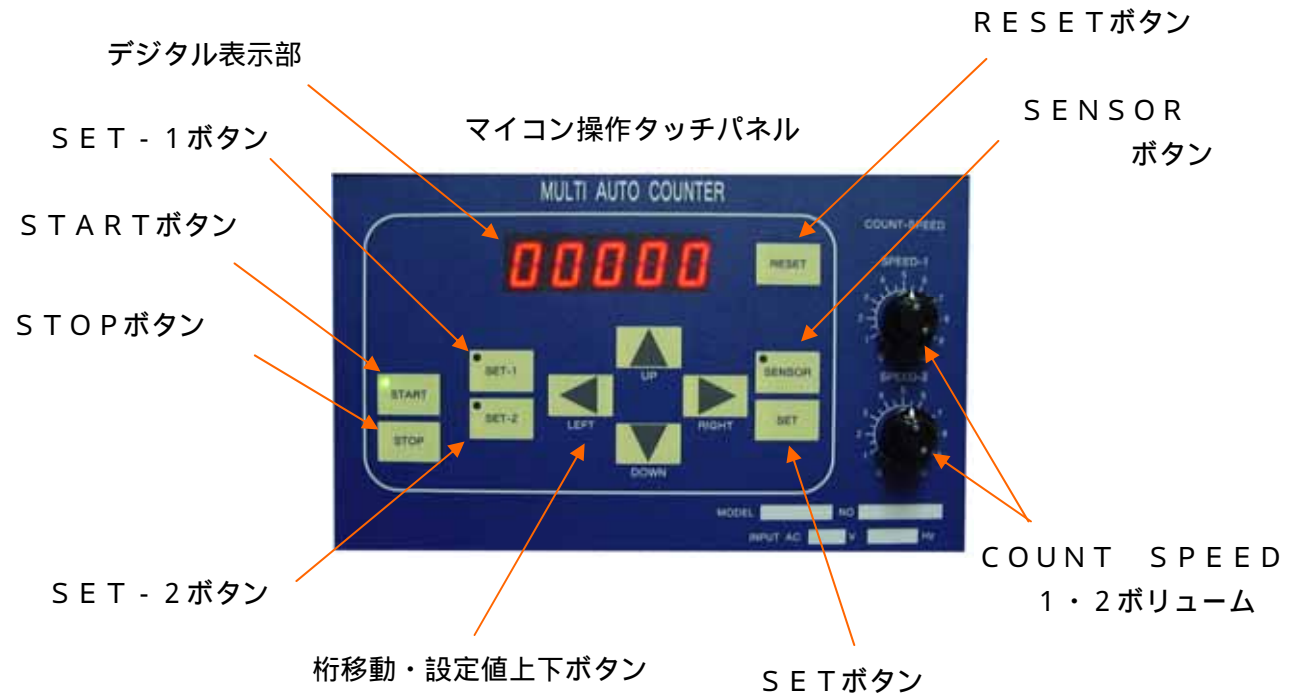 RESETボタン
デジタル表示部
SENSOR
ボタン
SET-1ボタン
マイコン操作タッチパネル
STARTボタン
STOPボタン
MULTI AUTO COUNTER
COUNT-SPEED
00000
RESET
SPEED-1
SET-1
UP
SENSOR
START
SPEED-2
LEFT
RIGHT
SET-2
SET
STOP
DOWN
MODEL NO
INPUT AC V Hz
SET-2ボタン
COUNT SPEED
1・2ボリューム
桁移動・設定値上下ボタン
SETボタン